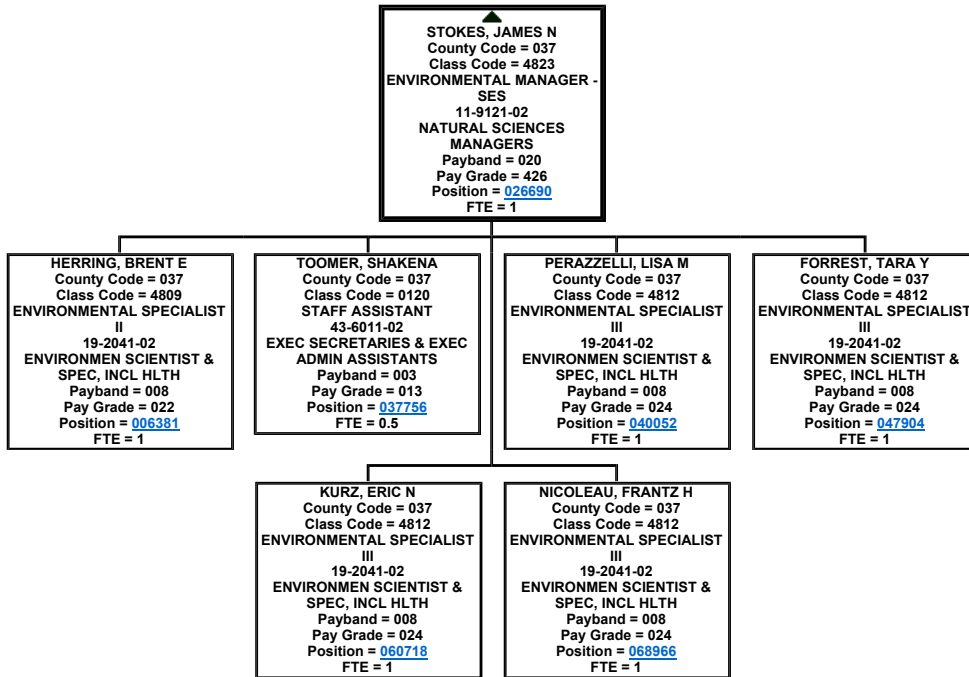 STOKES, JAMES N
County Code = 037
Class Code = 4823
ENVIRONMENTAL MANAGER -
SES
11-9121-02
NATURAL SCIENCES
MANAGERS
Payband = 020
Pay Grade = 426
Position = 026690
FTE = 1
HERRING, BRENT E
County Code = 037
Class Code = 4809
ENVIRONMENTAL SPECIALIST
II
19-2041-02
ENVIRONMEN SCIENTIST &
SPEC, INCL HLTH
Payband = 008
Pay Grade = 022
Position = 006381
FTE = 1
TOOMER, SHAKENA
County Code = 037
Class Code = 0120
STAFF ASSISTANT
43-6011-02
EXEC SECRETARIES & EXEC
ADMIN ASSISTANTS
Payband = 003
Pay Grade = 013
Position = 037756
FTE = 0.5
PERAZZELLI, LISA M
County Code = 037
Class Code = 4812
ENVIRONMENTAL SPECIALIST
III
19-2041-02
ENVIRONMEN SCIENTIST &
SPEC, INCL HLTH
Payband = 008
Pay Grade = 024
Position = 040052
FTE = 1
FORREST, TARA Y
County Code = 037
Class Code = 4812
ENVIRONMENTAL SPECIALIST
III
19-2041-02
ENVIRONMEN SCIENTIST &
SPEC, INCL HLTH
Payband = 008
Pay Grade = 024
Position = 047904
FTE = 1
KURZ, ERIC N
County Code = 037
Class Code = 4812
ENVIRONMENTAL SPECIALIST
III
19-2041-02
ENVIRONMEN SCIENTIST &
SPEC, INCL HLTH
Payband = 008
Pay Grade = 024
Position = 060718
FTE = 1
NICOLEAU, FRANTZ H
County Code = 037
Class Code = 4812
ENVIRONMENTAL SPECIALIST
III
19-2041-02
ENVIRONMEN SCIENTIST &
SPEC, INCL HLTH
Payband = 008
Pay Grade = 024
Position = 068966
FTE = 1